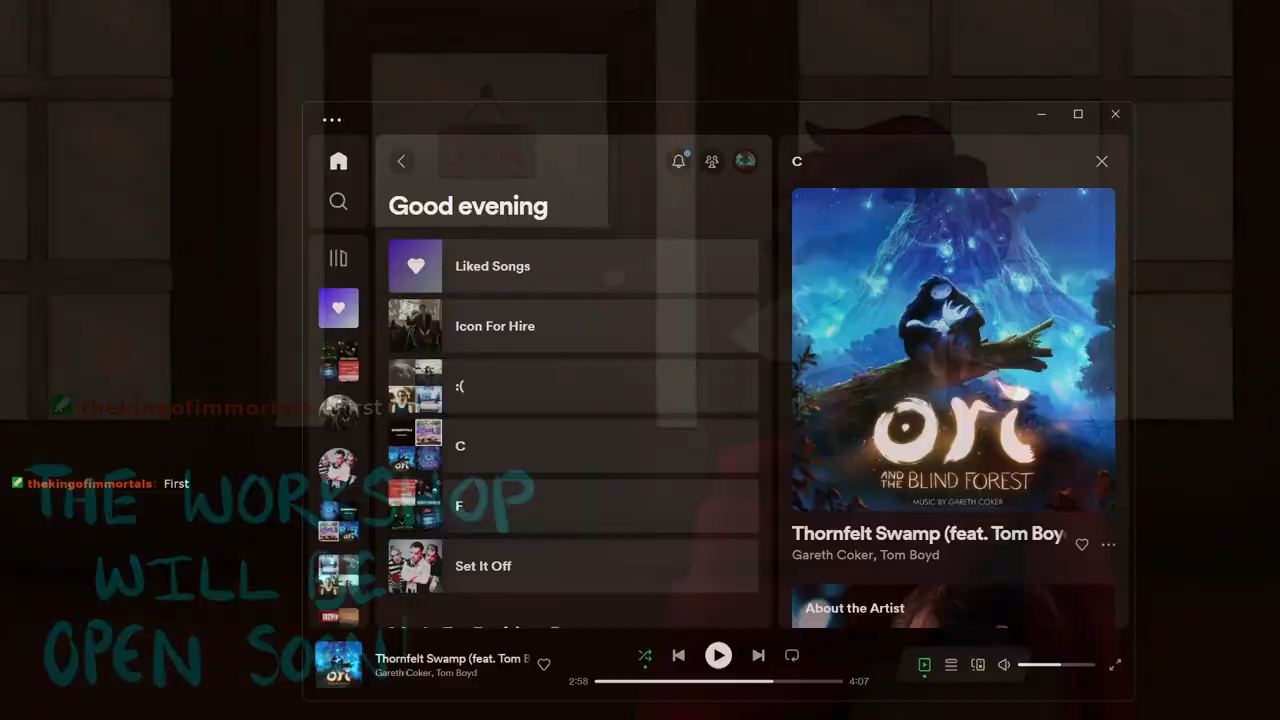 C
Good evening
Liked Songs
Icon For Hire
:(
C
F
Set It Off
ori
AND THE BLIND FOREST
MUSIC BY GARETH COKER
Thornfelt Swamp (feat. Tom Boy
Gareth Coker, Tom Boyd
About the Artist
thekingofimmortals First
thekingofimmortals: First
THE WORKSHOP
WILL BE
OPEN SOON!
Thornfelt Swamp (feat. Tom B
Gareth Coker, Tom Boyd
2:58
4:07